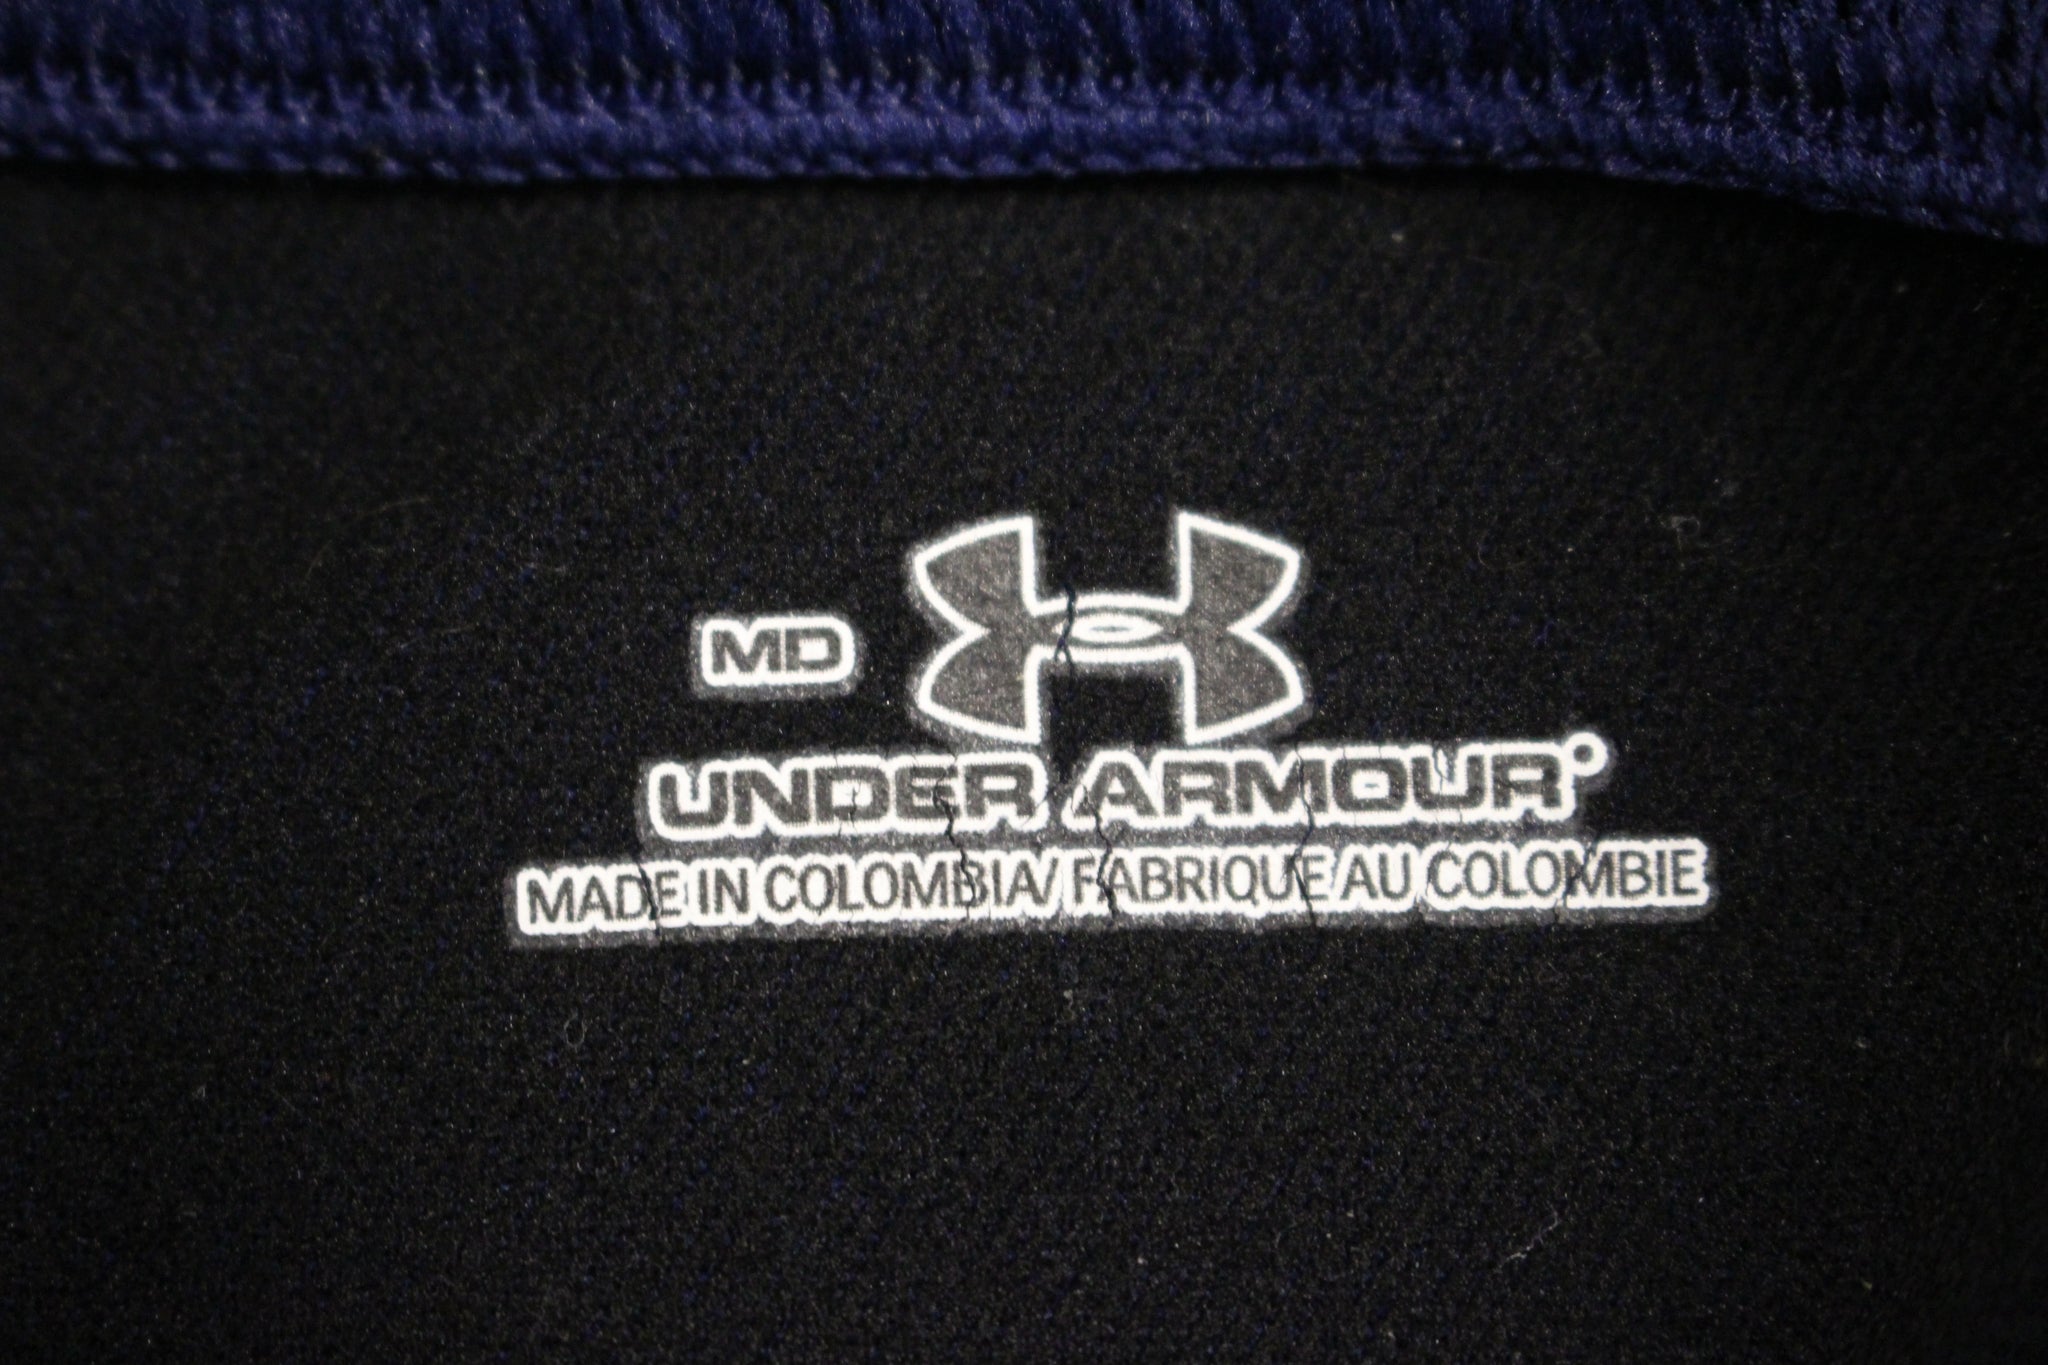 MD
UNDER ARMOUR
MADE IN COLOMBIA/ FABRIQUE AU COLOMBIE